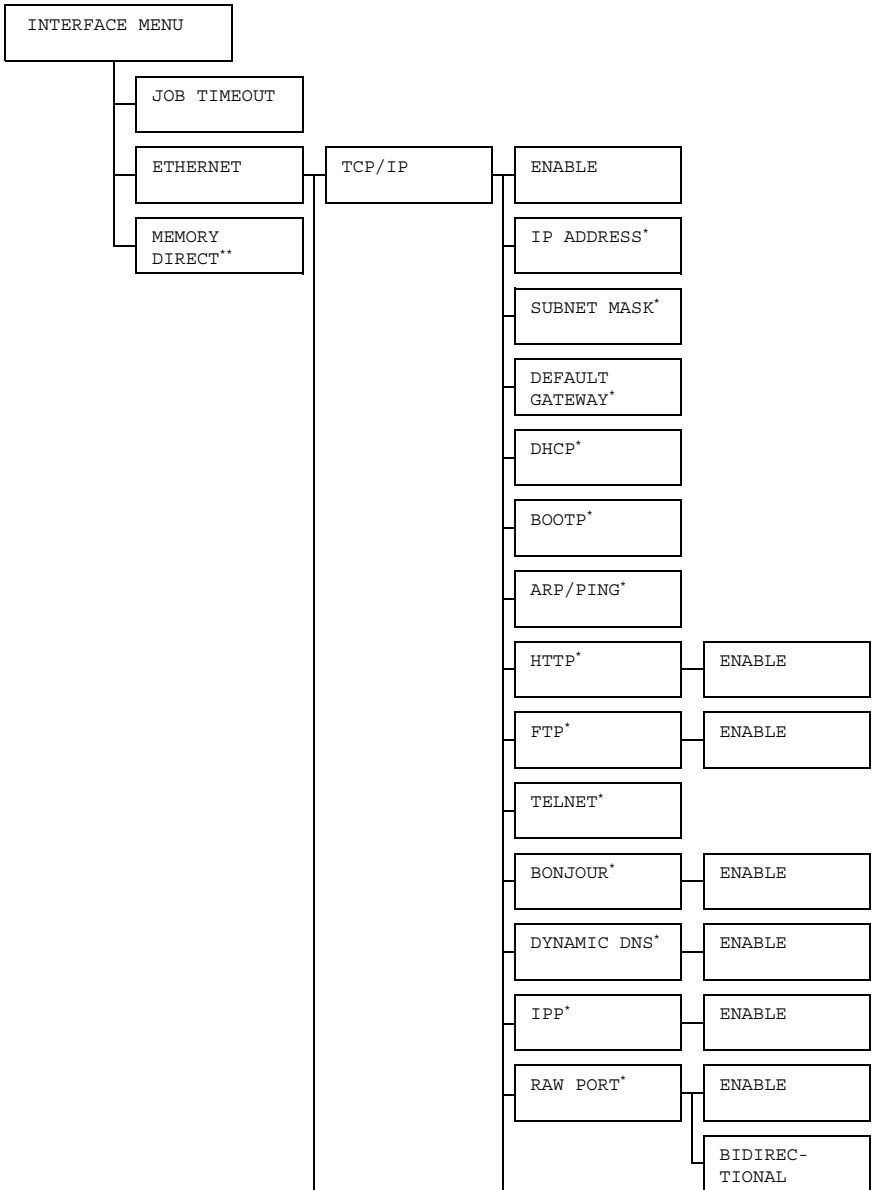 INTERFACE MENU
JOB TIMEOUT
ETHERNET
TCP/IP
ENABLE
MEMORY
DIRECT**
IP ADDRESS*
SUBNET MASK*
DEFAULT
GATEWAY*
DHCP*
BOOTP*
ARP/PING*
HTTP*
ENABLE
FTP*
ENABLE
TELNET*
BONJOUR*
ENABLE
DYNAMIC DNS*
ENABLE
IPP*
ENABLE
RAW PORT*
ENABLE
BIDIREC-
TIONAL